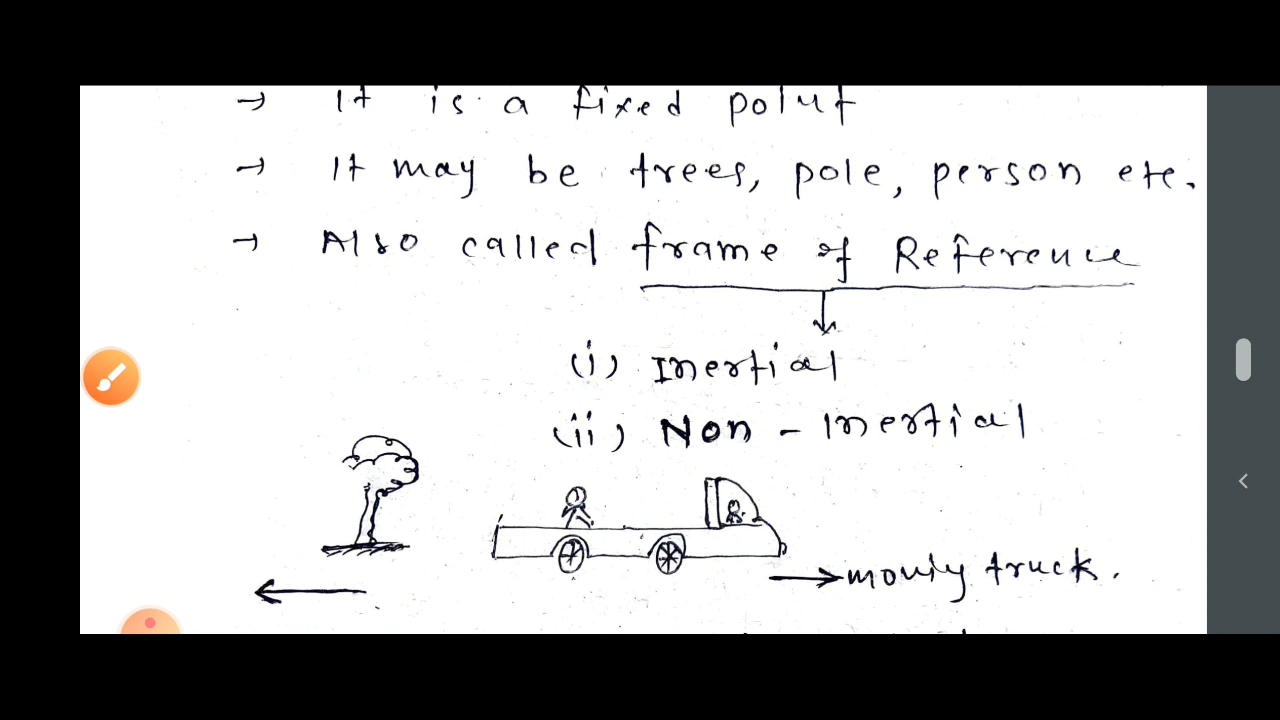 → It is a fixed point
→ It may be trees, pole, person etc.
→ Also called frame of Reference
(i) Inertial
(ii) Non - Inertial
moving truck.